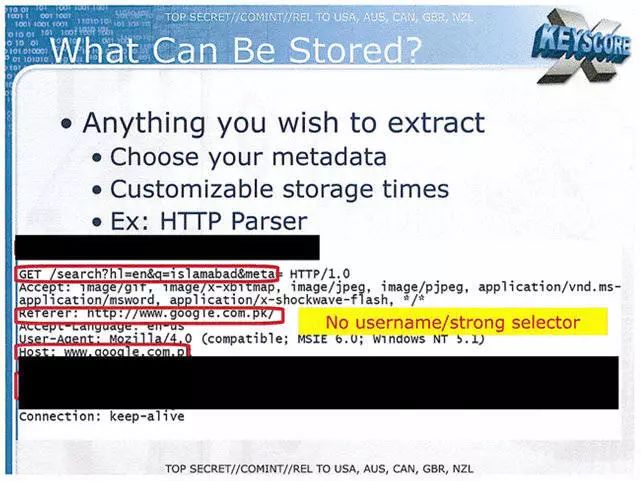 TOP SECRET//COMINT//REL TO USA, AUS, CAN, GBR, NZL
What Can Be Stored?
X
KEYSCORE
• Anything you wish to extract
• Choose your metadata
• Customizable storage times
• Ex: HTTP Parser
GET /search?hl=en&q=islamabad&meta= HTTP/1.0
Accept: image/gif, image/x-xbitmap, image/jpeg, image/pjpeg, application/vnd.ms-
application/msword, application/x-shockwave-flash, */*
Referer: http://www.google.com.pk/
No username/strong selector
Accept-Language: en-us
User-Agent: Mozilla/4.0 (compatible; MSIE 6.0; Windows NT 5.1)
Host: www.google.com.pk
Connection: keep-alive
TOP SECRET//COMINT//REL TO USA, AUS, CAN, GBR, NZL